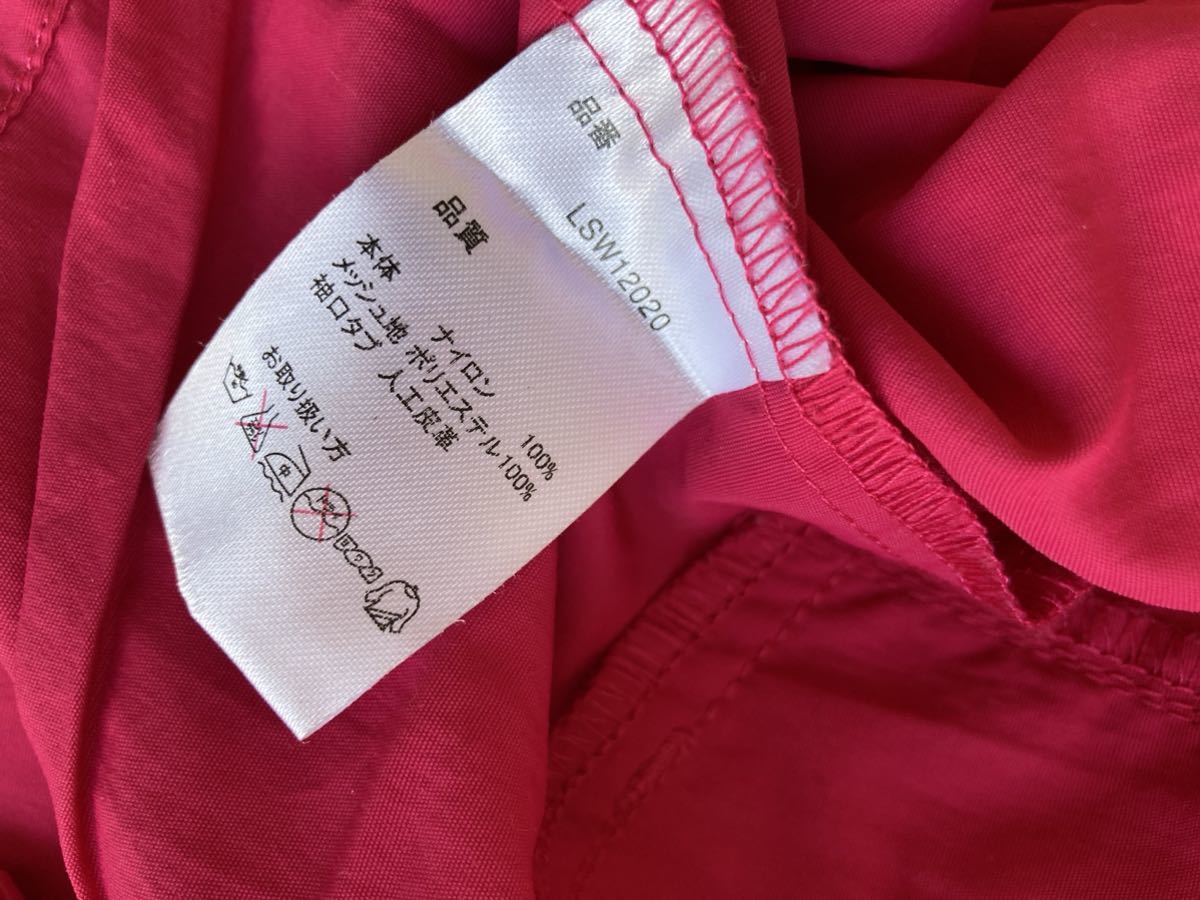 品番
LSW12020
品質
本体 ナイロン 100%
メッシュ地 ポリエステル100%
袖口タブ 人工皮革
お取り扱い方
中